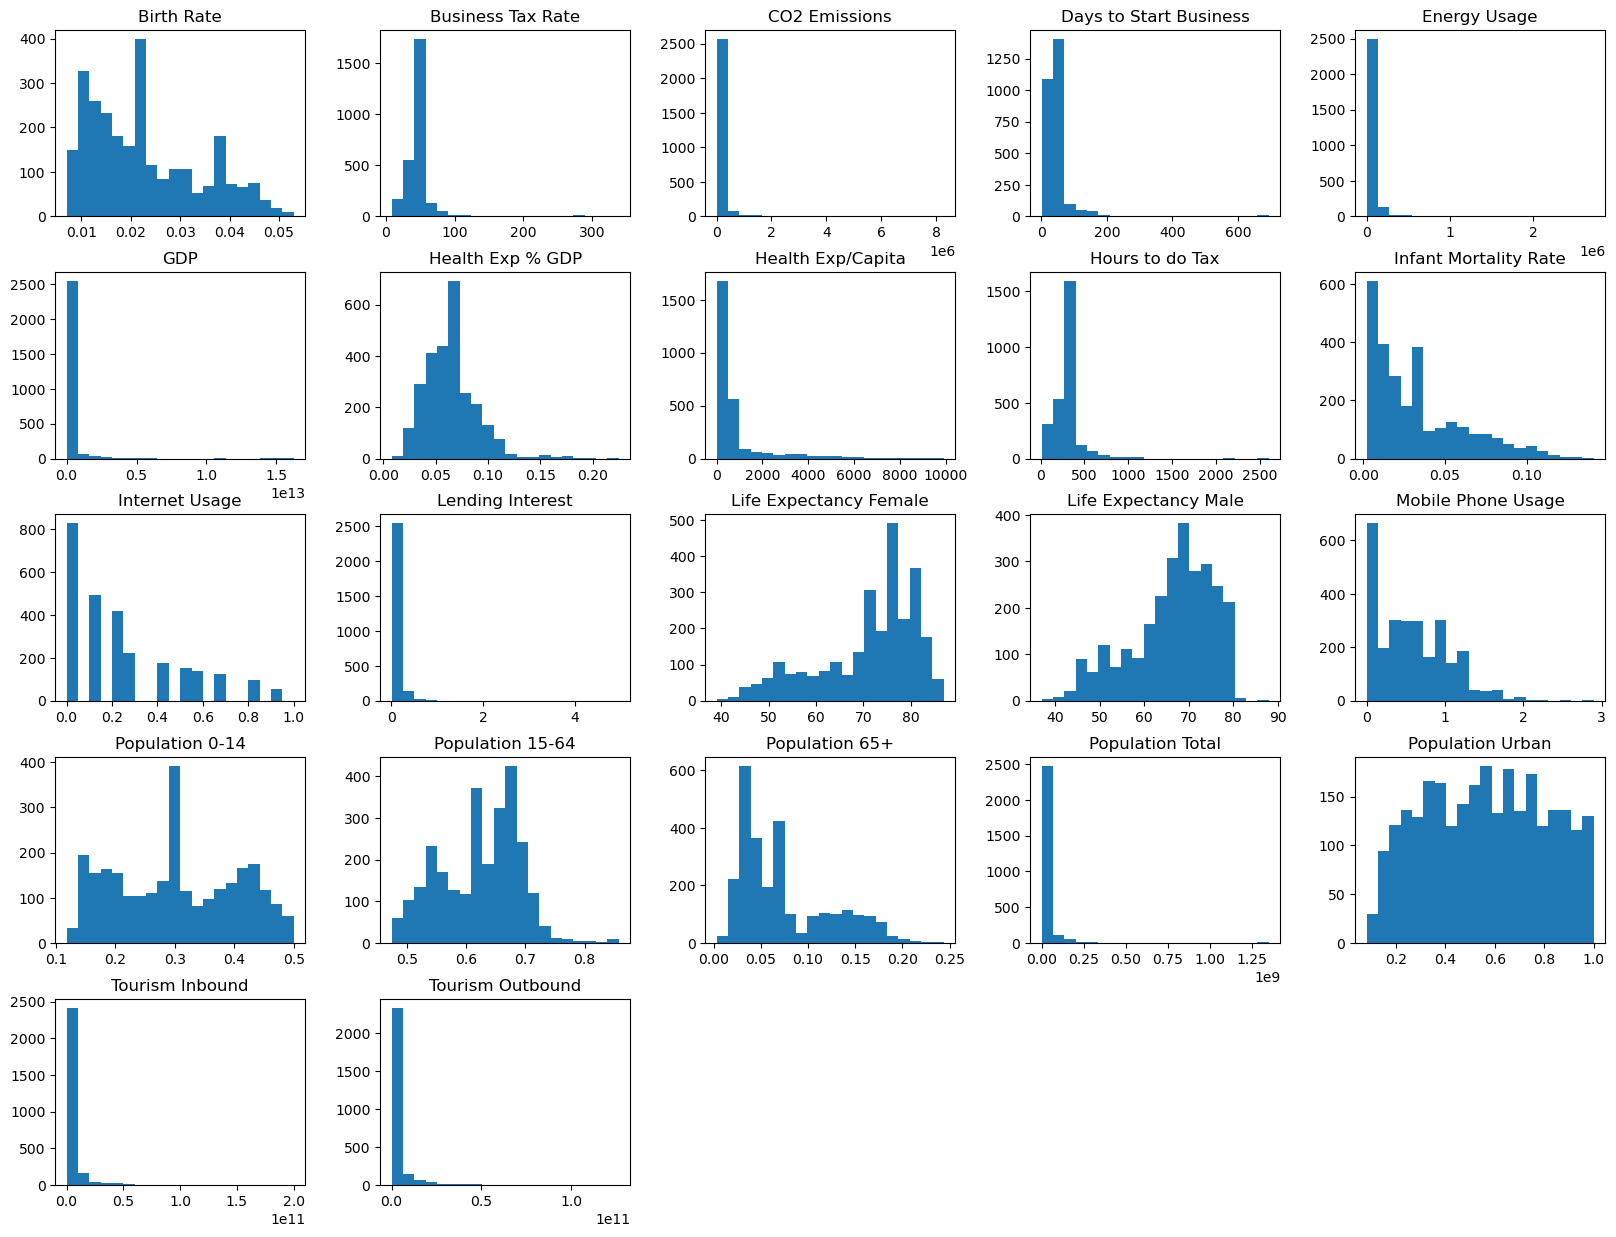 Birth Rate Business Tax Rate CO2 Emissions Days to Start Business Energy Usage
400 300 200 100 0
0.01 0.02 0.03 0.04 0.05
1500 1000 500 0
0 100 200 300
2500 2000 1500 1000 500 0
0 2 4 6 8
1e6
1250 1000 750 500 250 0
0 200 400 600
2500 2000 1500 1000 500 0
0 1 2
1e6
GDP Health Exp % GDP Health Exp/Capita Hours to do Tax Infant Mortality Rate
2500 2000 1500 1000 500 0
0.0 0.5 1.0 1.5
1e13
600 400 200 0
0.00 0.05 0.10 0.15 0.20
1500 1000 500 0
0 2000 4000 6000 8000 10000
1500 1000 500 0
0 500 1000 1500 2000 2500
600 400 200 0
0.00 0.05 0.10
Internet Usage Lending Interest Life Expectancy Female Life Expectancy Male Mobile Phone Usage
800 600 400 200 0
0.0 0.2 0.4 0.6 0.8 1.0
2500 2000 1500 1000 500 0
0 2 4
500 400 300 200 100 0
40 50 60 70 80
400 300 200 100 0
40 50 60 70 80 90
600 400 200 0
0 1 2 3
Population 0-14 Population 15-64 Population 65+ Population Total Population Urban
400 300 200 100 0
0.1 0.2 0.3 0.4 0.5
400 300 200 100 0
0.5 0.6 0.7 0.8
600 400 200 0
0.00 0.05 0.10 0.15 0.20 0.25
2500 2000 1500 1000 500 0
0.00 0.25 0.50 0.75 1.00 1.25
1e9
150 100 50 0
0.2 0.4 0.6 0.8 1.0
Tourism Inbound Tourism Outbound
2500 2000 1500 1000 500 0
0.0 0.5 1.0 1.5 2.0
1e11
2000 1500 1000 500 0
0.0 0.5 1.0
1e11